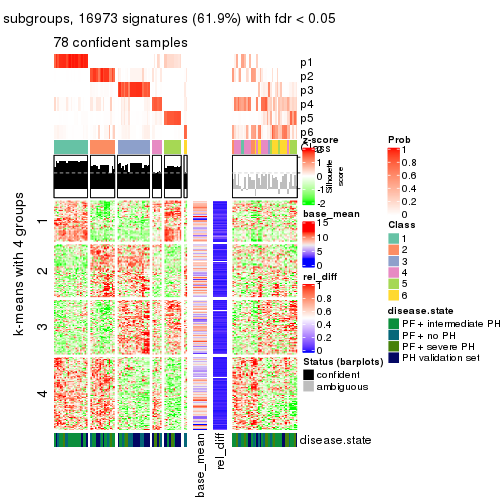 subgroups, 16973 signatures (61.9%) with fdr < 0.05
78 confident samples
p1
p2
p3
p4
p5
p6
Class
z-score
2
-2
Silhouette
score
k-means with 4 groups
1
2
3
4
base_mean
15
10
5
0
rel_diff
1
0.8
0.6
0.4
0.2
0
Status (barplots)
confident
ambiguous
Prob
1
0.8
0.6
0.4
0.2
0
Class
1
2
3
4
5
6
disease.state
PF + intermediate PH
PF + no PH
PF + severe PH
PH validation set
disease.state
base_mean
rel_diff